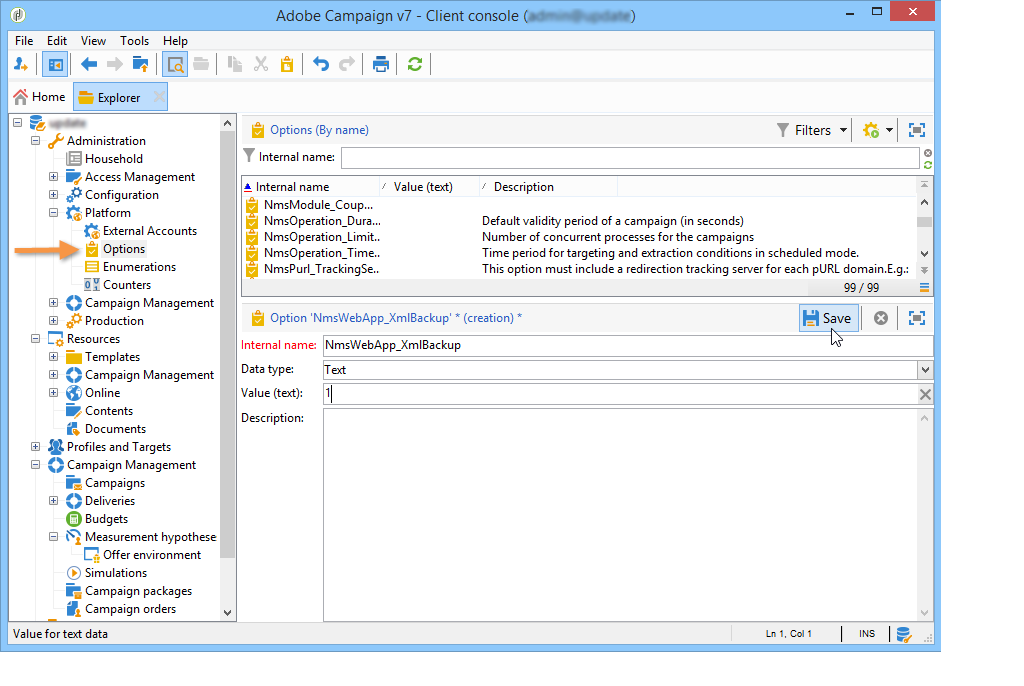 Adobe Campaign v7 - Client console (
File Edit View Tools Help
Home Explorer
Administration
Household
Access Management
Configuration
Platform
External Accounts
Options
Enumerations
Counters
Campaign Management
Production
Resources
Templates
Campaign Management
Online
Contents
Documents
Profiles and Targets
Campaign Management
Campaigns
Deliveries
Budgets
Measurement hypothese
Offer environment
Simulations
Campaign packages
Campaign orders
Options (By name) Filters
Internal name:
Internal name Value (text) Description
NmsModule_Coup...
NmsOperation_Dura... Default validity period of a campaign (in seconds)
NmsOperation_Limit.. Number of concurrent processes for the campaigns
NmsOperation_Time.. Time period for targeting and extraction conditions in scheduled mode.
NmsPurl_TrackingSe.. This option must include a redirection tracking server for each pURL domain.E.g.:
99 / 99
Option 'NmsWebApp_XmlBackup' * (creation) * Save
Internal name: NmsWebApp_XmlBackup
Data type: Text
Value (text): 1
Description:
Value for text data Ln 1, Col 1 INS